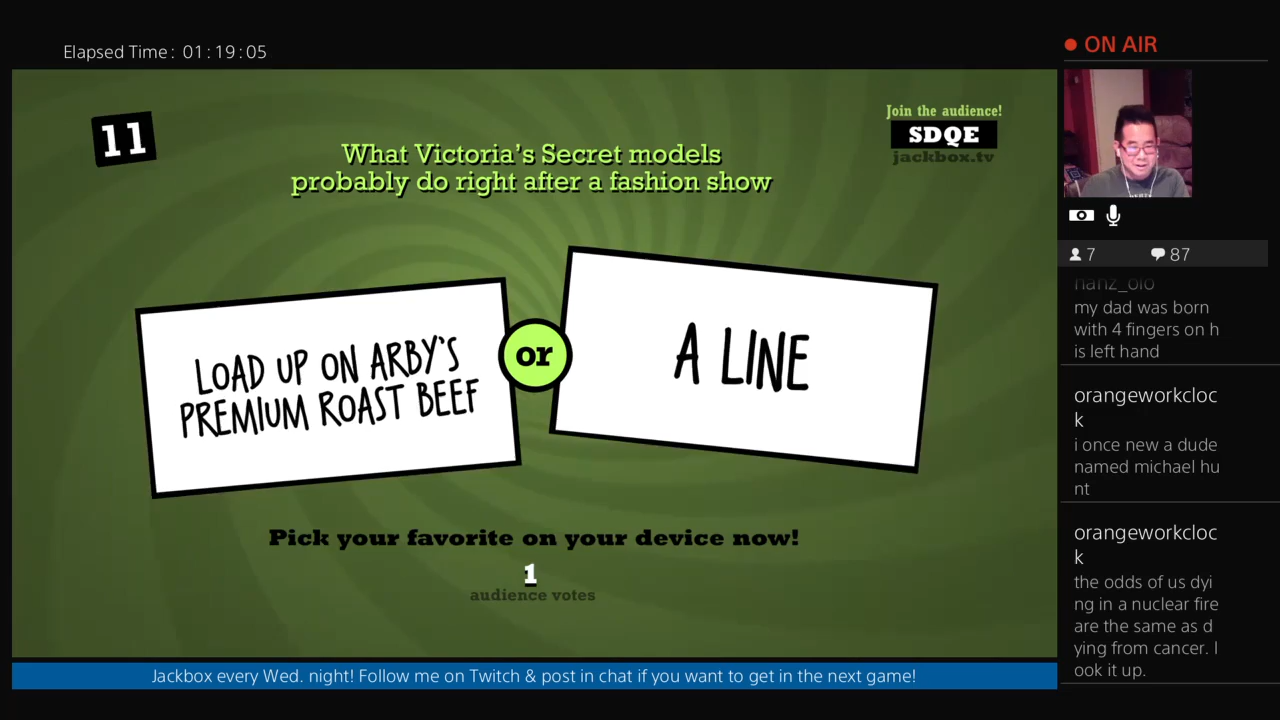 Elapsed Time: 01:19:05
ON AIR
11
Join the audience!
SDQE
jackbox.tv
What Victoria's Secret models
probably do right after a fashion show
LOAD UP ON ARBY'S
PREMIUM ROAST BEEF
or
A LINE
Pick your favorite on your device now!
1
audience votes
Jackbox every Wed. night! Follow me on Twitch & post in chat if you want to get in the next game!
7
87
nanz_olo
my dad was born
with 4 fingers on h
is left hand
orangeworkcloc
k
i once new a dude
named michael hu
nt
orangeworkcloc
k
the odds of us dyi
ng in a nuclear fire
are the same as d
ying from cancer. l
ook it up.